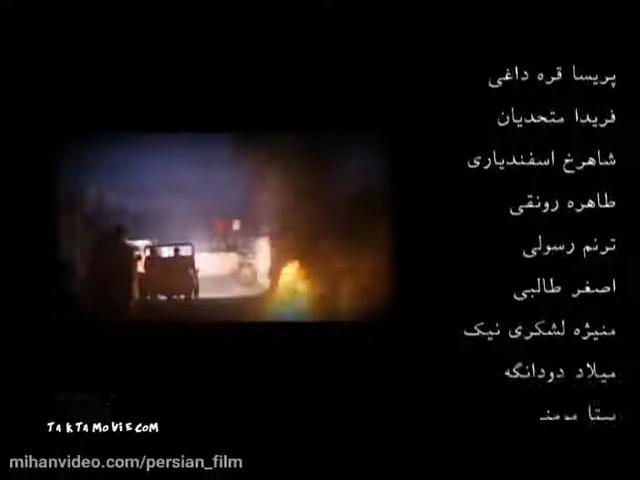 پریسا قره داغی
فریدا متحدیان
شاهرخ اسفندیاری
طاهره رونقی
ترنم رسولی
اصغر طالبی
منیژه لشکری نیک
میلاد دودانگه
TAKTAMOVIE.COM
mihanvideo.com/persian_film